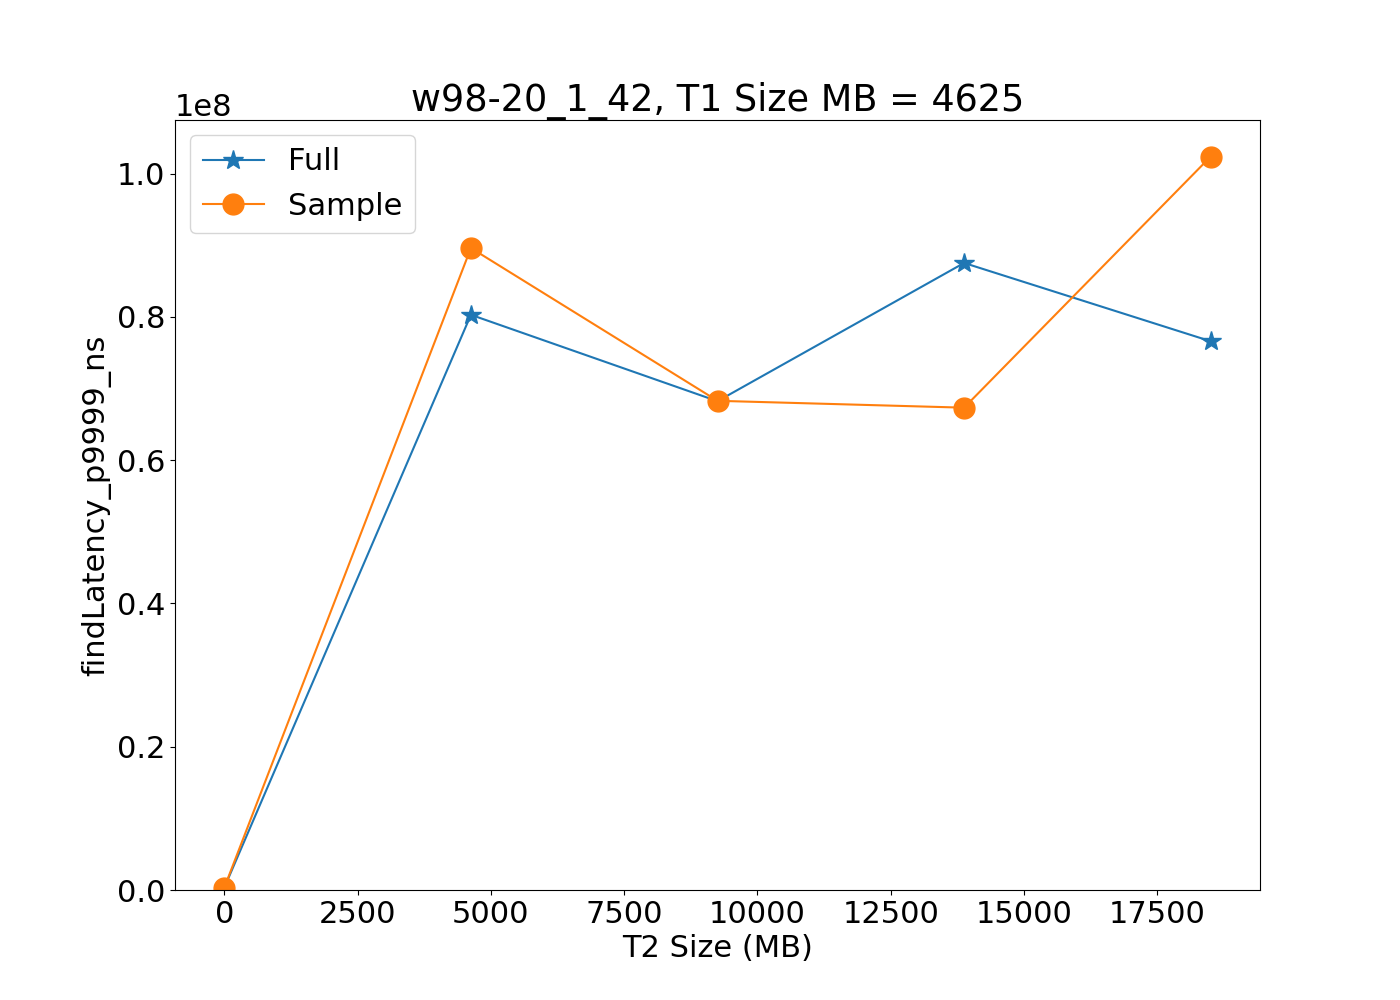 w98-20_1_42, T1 Size MB = 4625
1e8
Full
Sample
1.0
0.8
0.6
0.4
0.2
0.0
findLatency_p9999_ns
0 2500 5000 7500 10000 12500 15000 17500
T2 Size (MB)